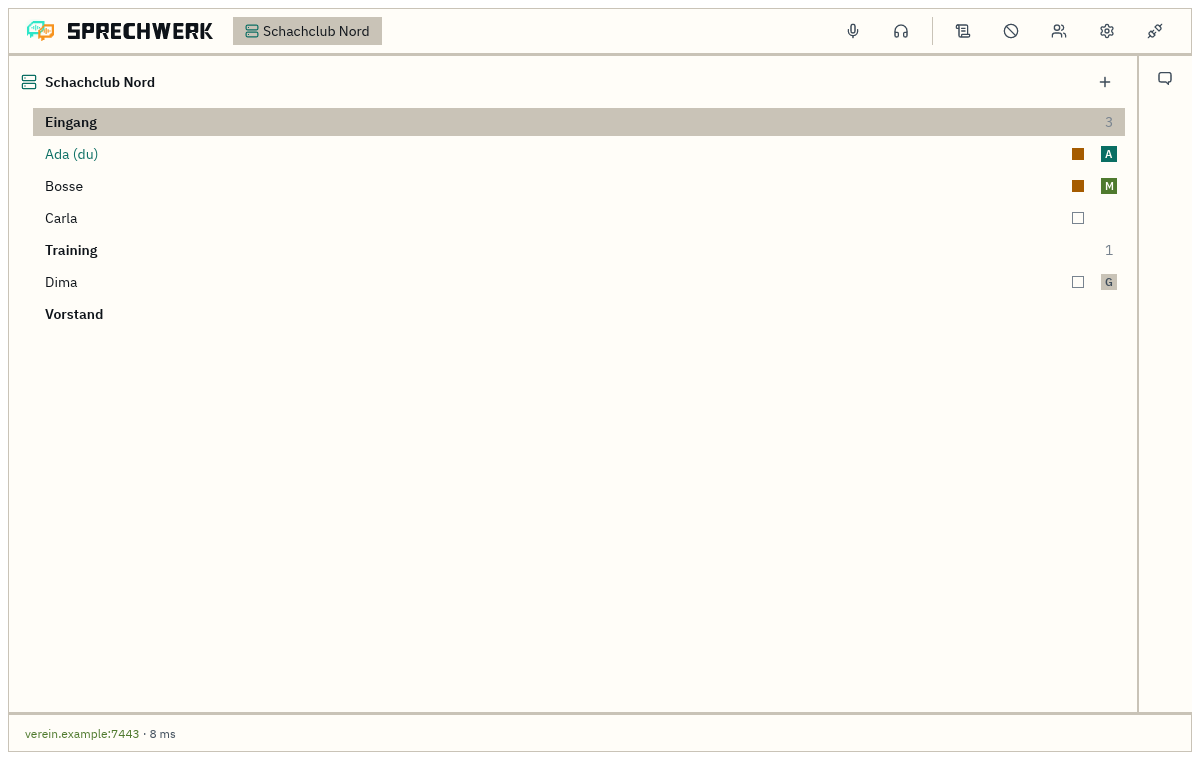 SPRECHWERK Schachclub Nord
Schachclub Nord
Eingang 3
Ada (du) A
Bosse M
Carla
Training 1
Dima G
Vorstand
verein.example:7443 · 8 ms